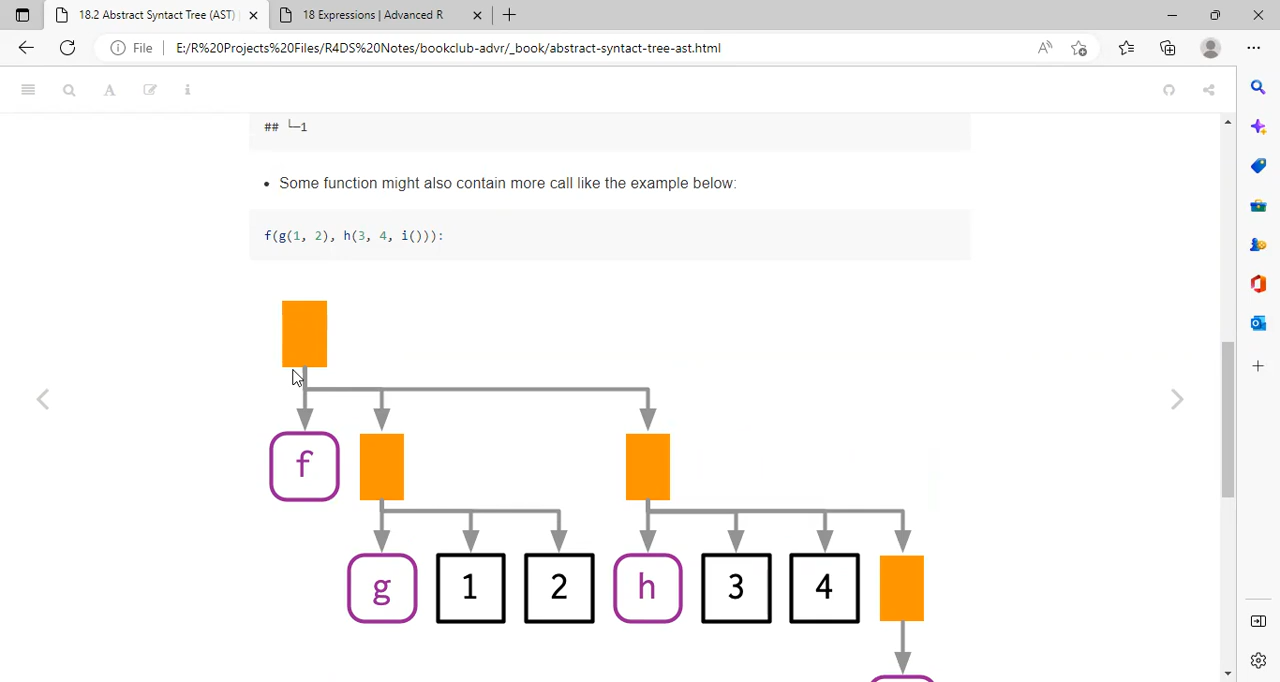 18.2 Abstract Syntact Tree (AST)
18 Expressions | Advanced R
File
E:/R%20Projects%20Files/R4DS%20Notes/bookclub-advr/_book/abstract-syntact-tree-ast.html
A
i
## └─1
• Some function might also contain more call like the example below:
f(g(1, 2), h(3, 4, i())):
f
g 1 2 h 3 4